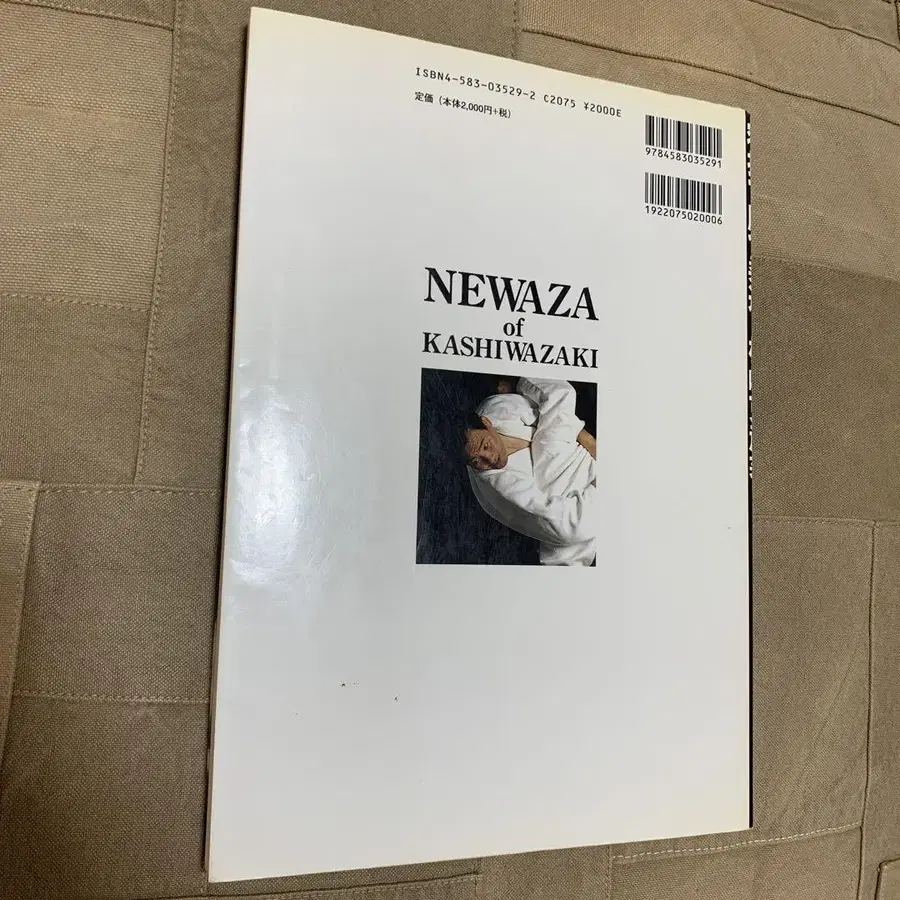 ISBN4-583-03529-2 C2075 ¥2000E
定価（本体2,000円+税）
9784583035291
1922075020006
NEWAZA
of
KASHIWAZAKI